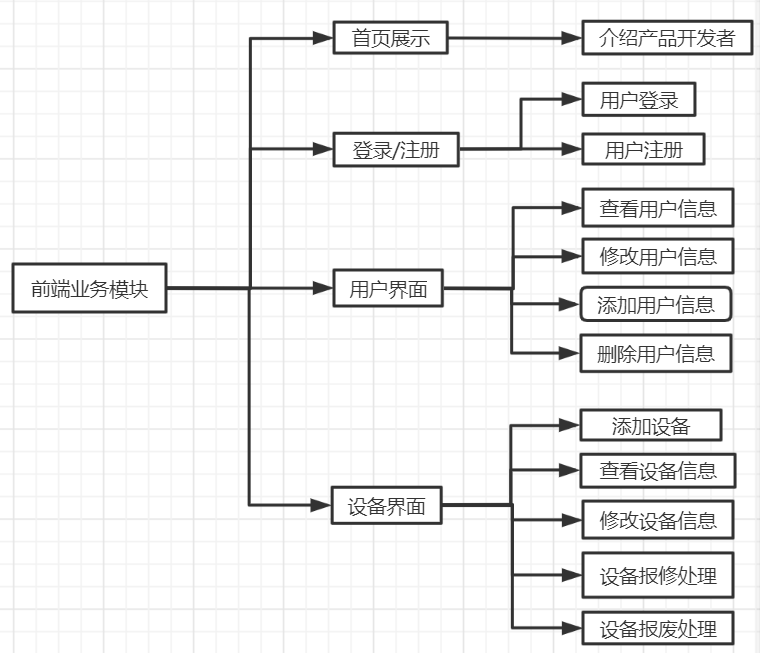 首页展示
介绍产品开发者
用户登录
登录/注册
用户注册
查看用户信息
修改用户信息
前端业务模块
用户界面
添加用户信息
删除用户信息
添加设备
查看设备信息
设备界面
修改设备信息
设备报修处理
设备报废处理